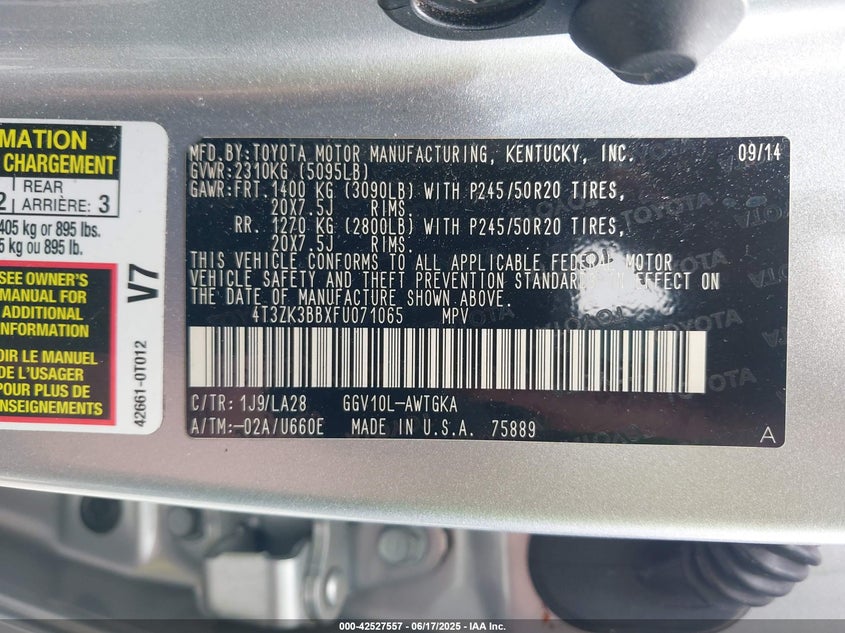 MATION
CHARGEMENT
2 | REAR
ARRIÈRE: 3
405 kg or 895 lbs.
5 kg ou 895 lb.
SEE OWNER'S
MANUAL FOR
ADDITIONAL
INFORMATION
OIR LE MANUEL
DE L'USAGER
POUR PLUS DE
ENSEIGNEMENTS
V7
42661-0T012
MFD.BY:TOYOTA MOTOR MANUFACTURING, KENTUCKY, INC. 09/14
GVWR:2310KG (5095LB)
GAWR:FRT.1400 KG (3090LB) WITH P245/50R20 TIRES,
20X7.5J RIMS.
RR. 1270 KG (2800LB) WITH P245/50R20 TIRES,
20X7.5J RIMS.
THIS VEHICLE CONFORMS TO ALL APPLICABLE FEDERAL MOTOR
VEHICLE SAFETY AND THEFT PREVENTION STANDARDS IN EFFECT ON
THE DATE OF MANUFACTURE SHOWN ABOVE.
4T3ZK3BBXFU071065 MPV
C/TR: 1J9/LA28 GGV10L-AWTGKA
A/TM:-02A/U660E MADE IN U.S.A. 75889
A
TOYOTA
000-42527557 - 06/17/2025 - IAA Inc.